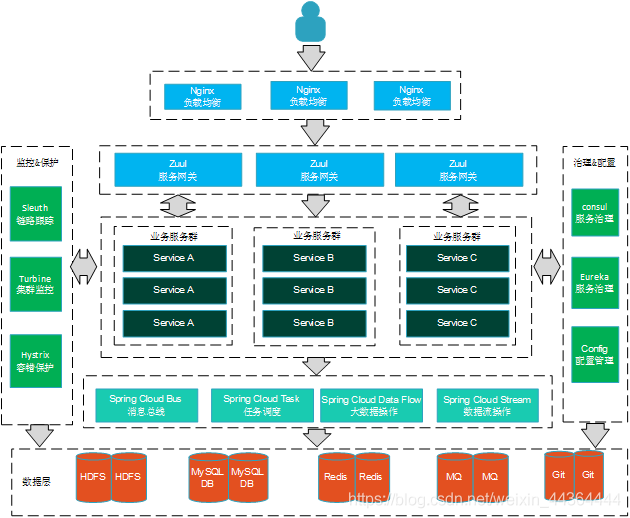 Nginx
负载均衡
Nginx
负载均衡
Nginx
负载均衡
Zuul
服务网关
Zuul
服务网关
Zuul
服务网关
监控&保护
Sleuth
链路跟踪
Turbine
集群监控
Hystrix
容错保护
业务服务群
Service A
Service A
Service A
业务服务群
Service B
Service B
Service B
业务服务群
Service C
Service C
Service C
治理&配置
consul
服务治理
Eureka
服务治理
Config
配置管理
Spring Cloud Bus
消息总线
Spring Cloud Task
任务调度
Spring Cloud Data Flow
大数据操作
Spring Cloud Stream
数据流操作
数据层
HDFS
HDFS
MySQL
DB
MySQL
DB
Redis
Redis
MQ
MQ
Git
Git
https://blog.csdn.net/weixin_44364444